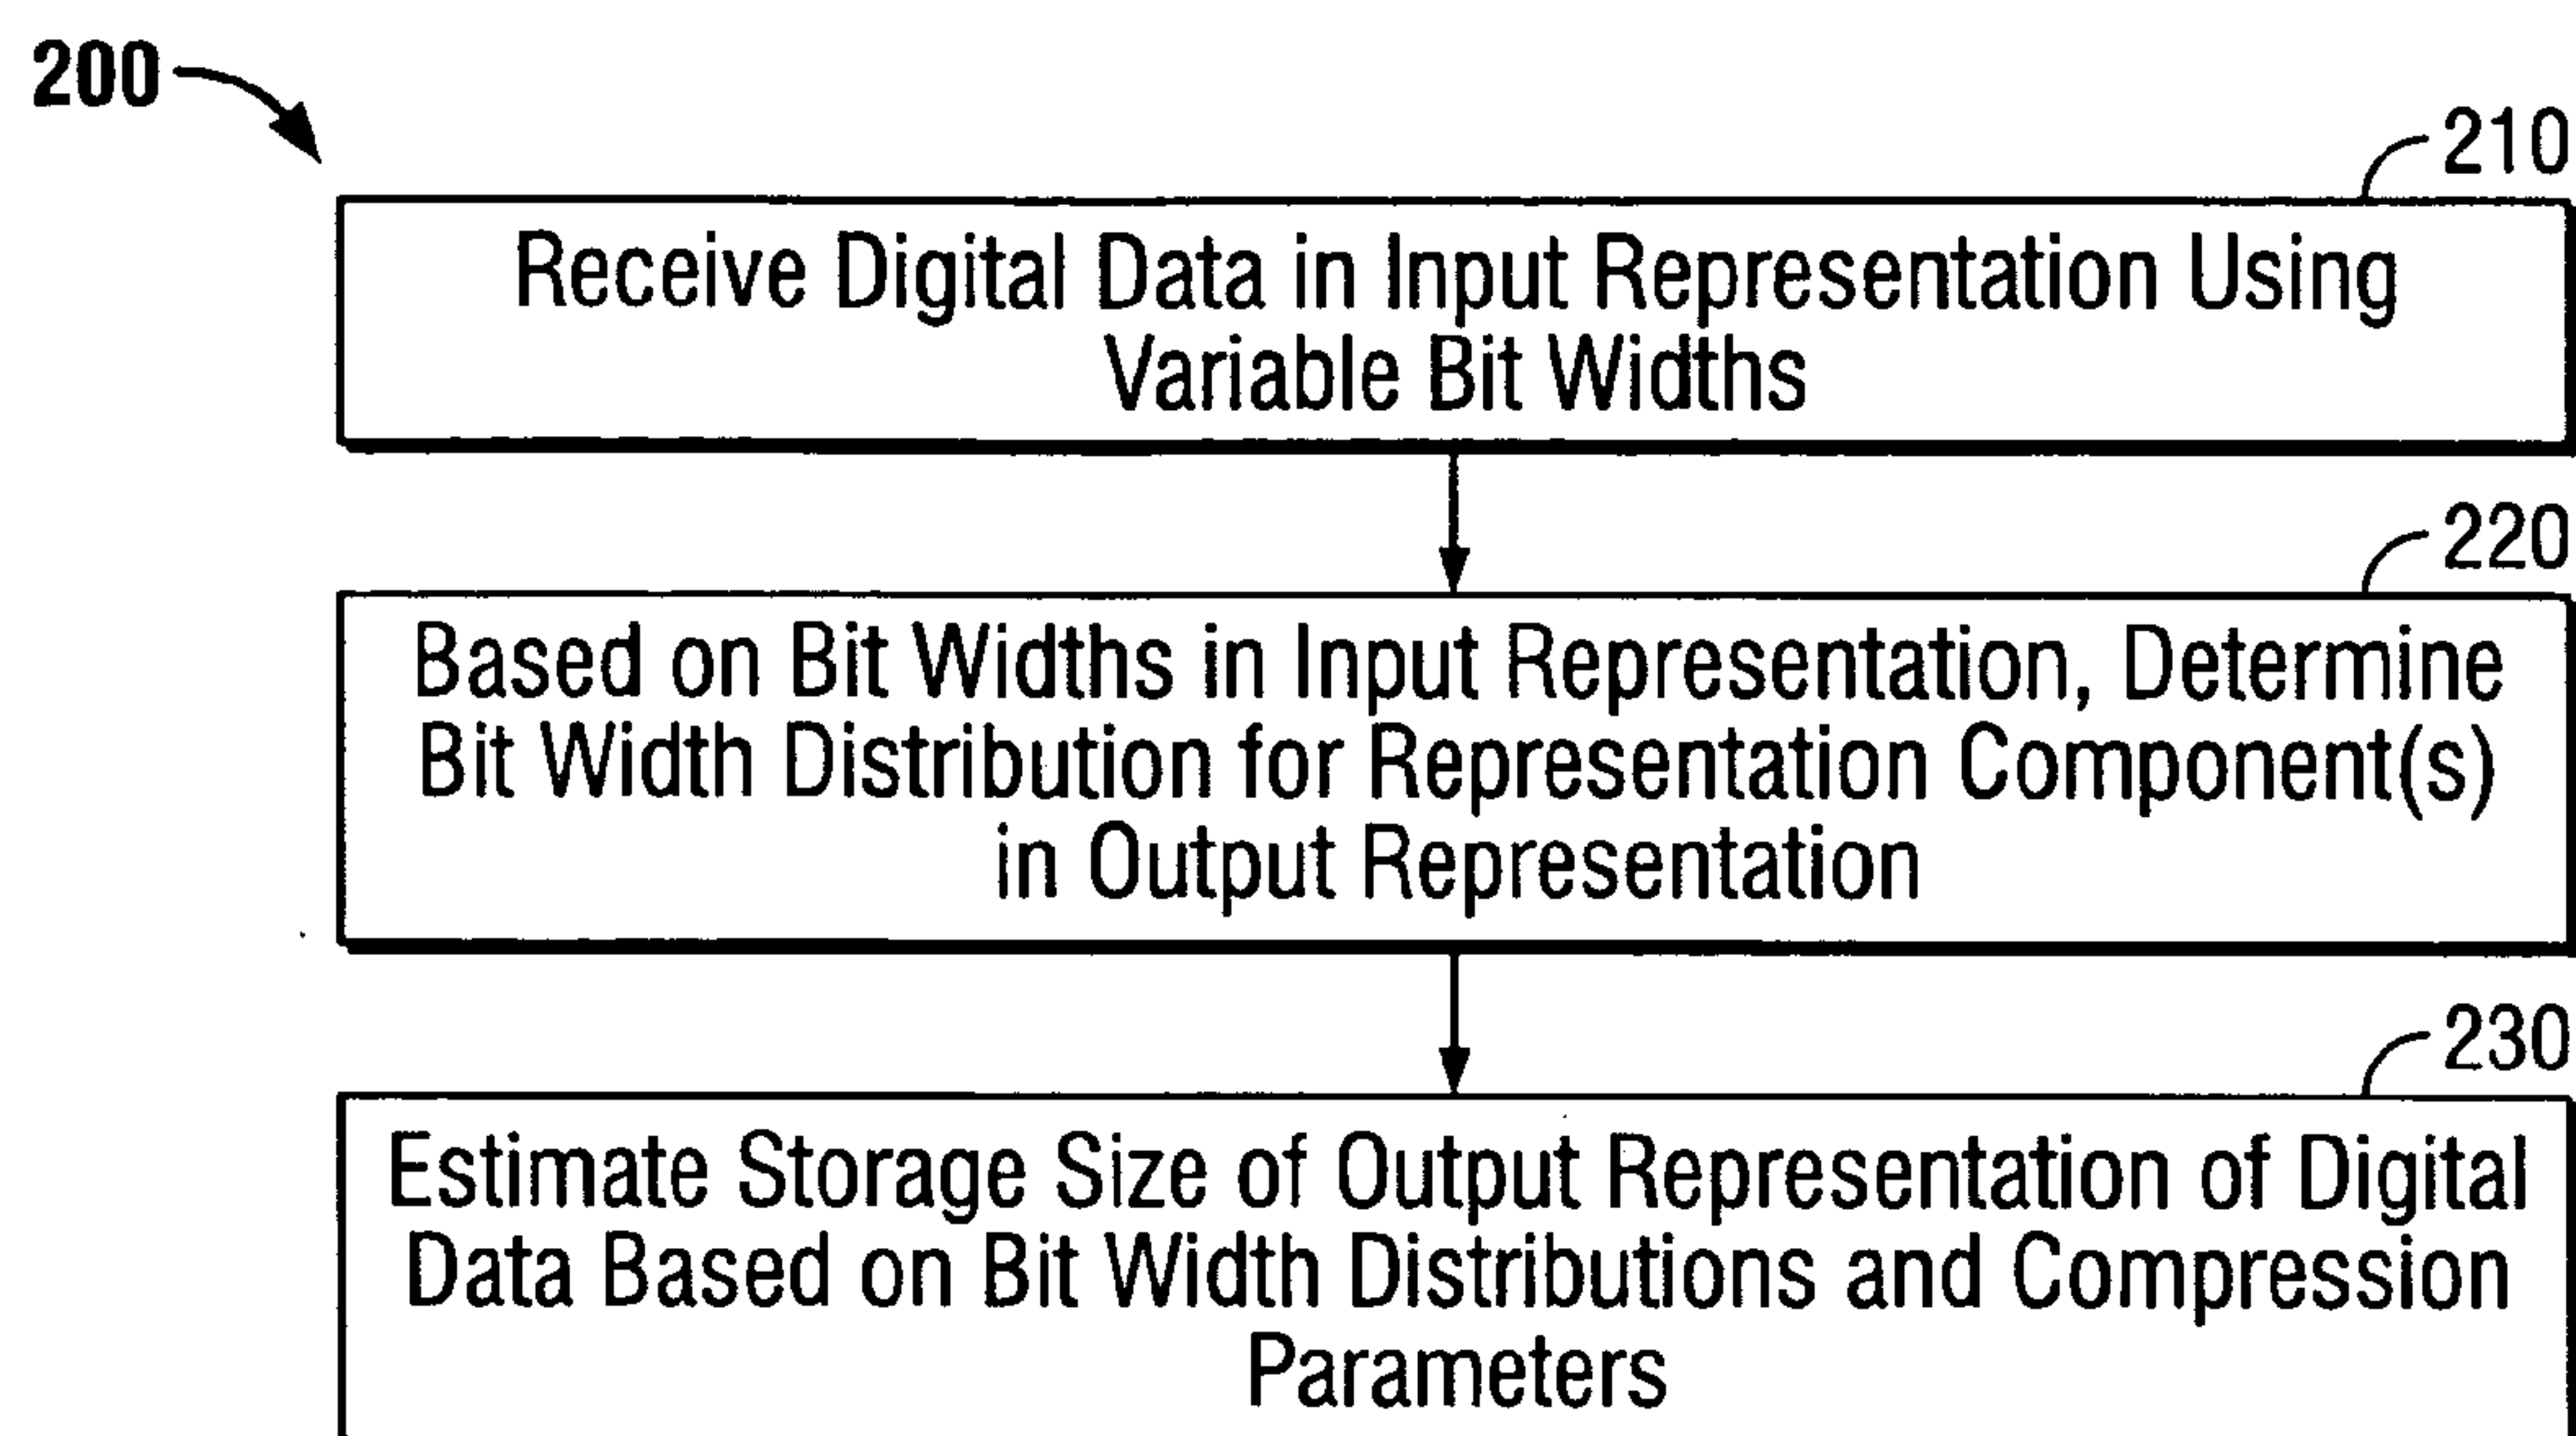 200
210
Receive Digital Data in Input Representation Using
Variable Bit Widths
220
Based on Bit Widths in Input Representation, Determine
Bit Width Distribution for Representation Component(s)
in Output Representation
230
Estimate Storage Size of Output Representation of Digital
Data Based on Bit Width Distributions and Compression
Parameters